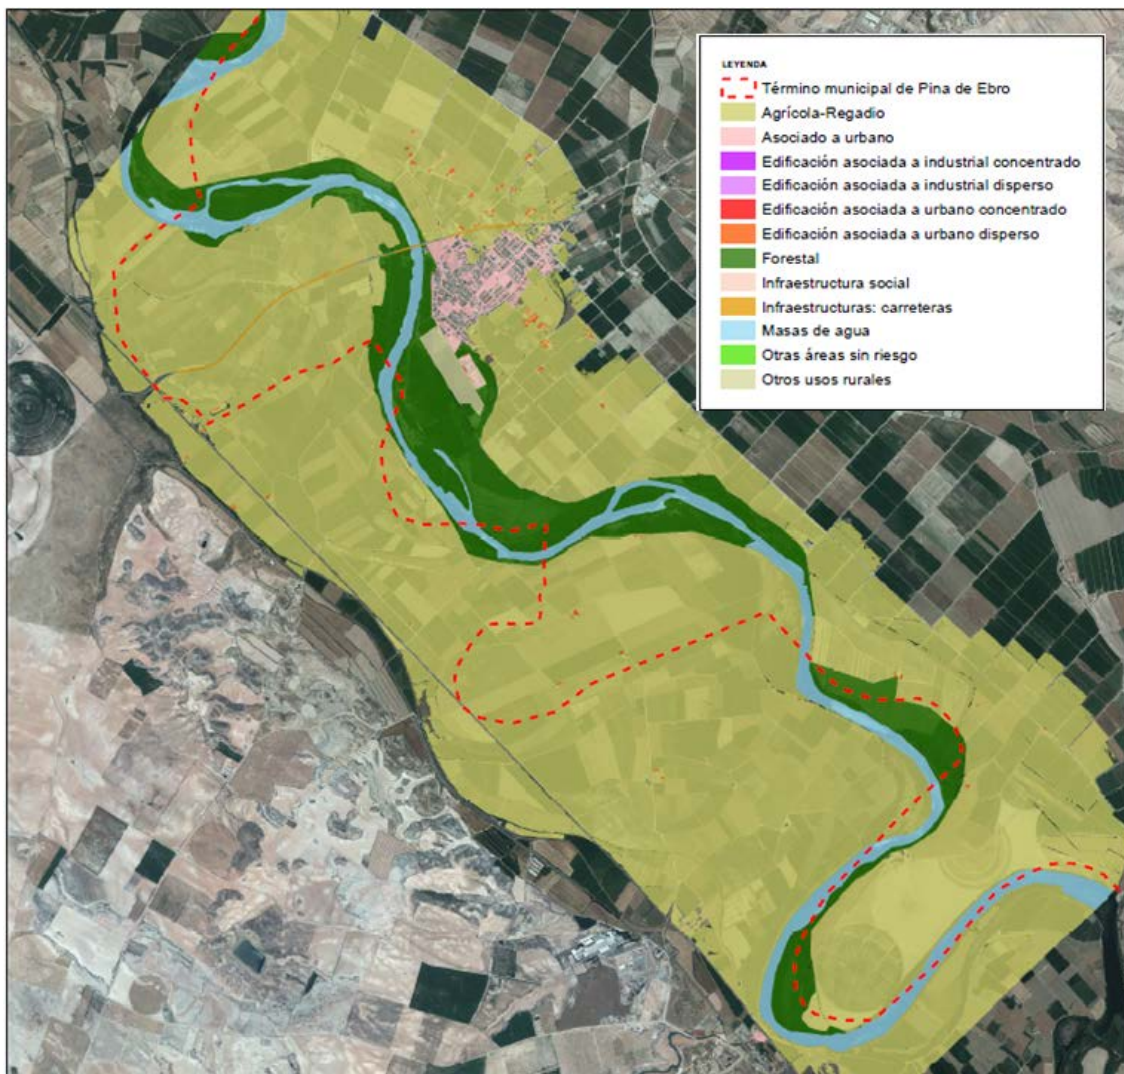 LEYENDA
Término municipal de Pina de Ebro
Agrícola-Regadio
Asociado a urbano
Edificación asociada a industrial concentrado
Edificación asociada a industrial disperso
Edificación asociada a urbano concentrado
Edificación asociada a urbano disperso
Forestal
Infraestructura social
Infraestructuras: carreteras
Masas de agua
Otras áreas sin riesgo
Otros usos rurales